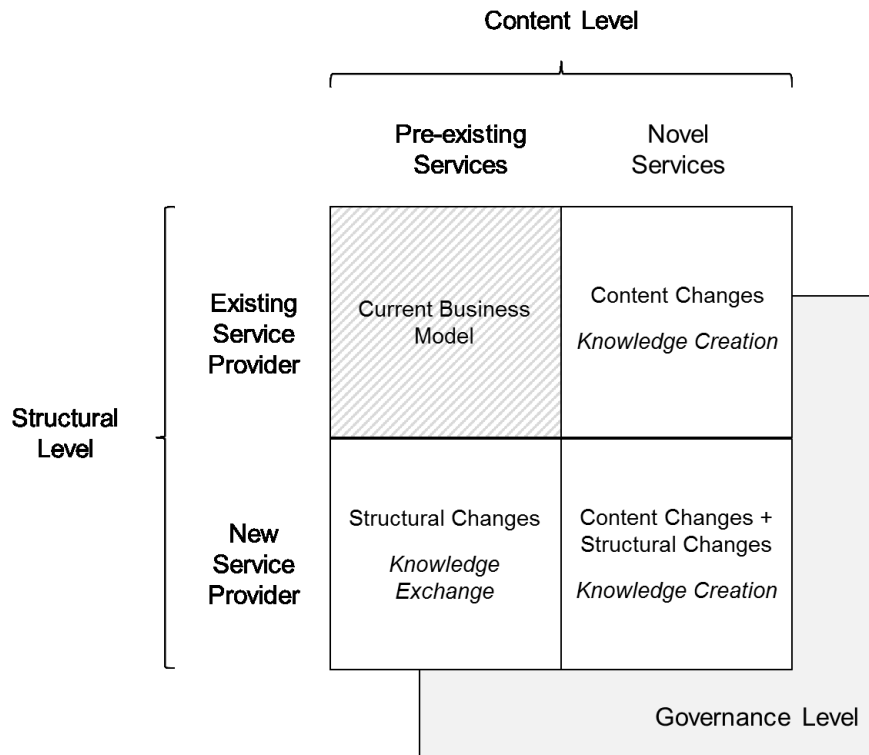 Content Level
Pre-existing
Services
Novel
Services
Existing
Service
Provider
Current Business
Model
Content Changes
Knowledge Creation
Structural
Level
New
Service
Provider
Structural Changes
Knowledge
Exchange
Content Changes +
Structural Changes
Knowledge Creation
Governance Level